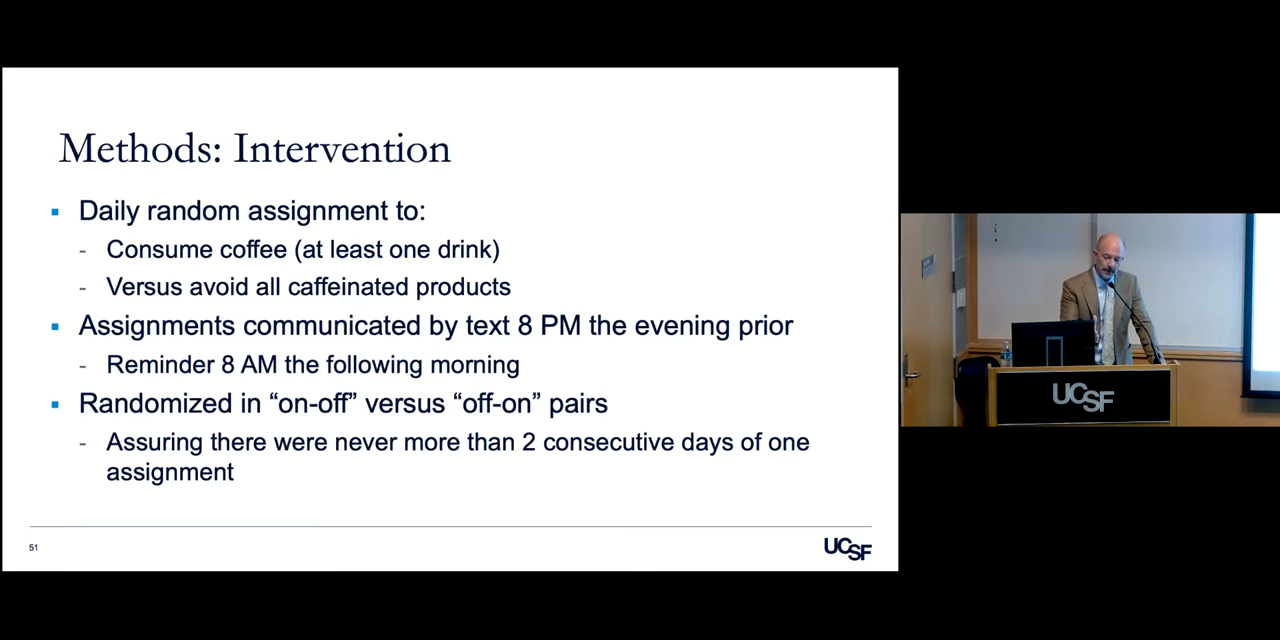 Methods: Intervention
▪ Daily random assignment to:
- Consume coffee (at least one drink)
- Versus avoid all caffeinated products
▪ Assignments communicated by text 8 PM the evening prior
- Reminder 8 AM the following morning
▪ Randomized in “on-off” versus “off-on” pairs
- Assuring there were never more than 2 consecutive days of one
assignment
51
UCSF
UCSF